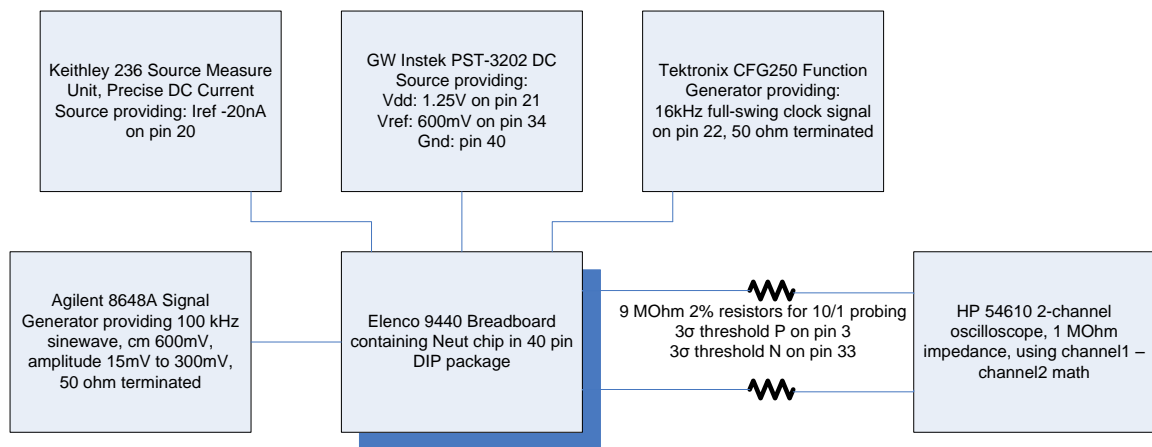 Keithley 236 Source Measure
Unit, Precise DC Current
Source providing: Iref -20nA
on pin 20
GW Instek PST-3202 DC
Source providing:
Vdd: 1.25V on pin 21
Vref: 600mV on pin 34
Gnd: pin 40
Tektronix CFG250 Function
Generator providing:
16kHz full-swing clock signal
on pin 22, 50 ohm terminated
Agilent 8648A Signal
Generator providing 100 kHz
sinewave, cm 600mV,
amplitude 15mV to 300mV,
50 ohm terminated
Elenco 9440 Breadboard
containing Neut chip in 40 pin
DIP package
9 MOhm 2% resistors for 10/1 probing
3σ threshold P on pin 3
3σ threshold N on pin 33
HP 54610 2-channel
oscilloscope, 1 MOhm
impedance, using channel1 –
channel2 math